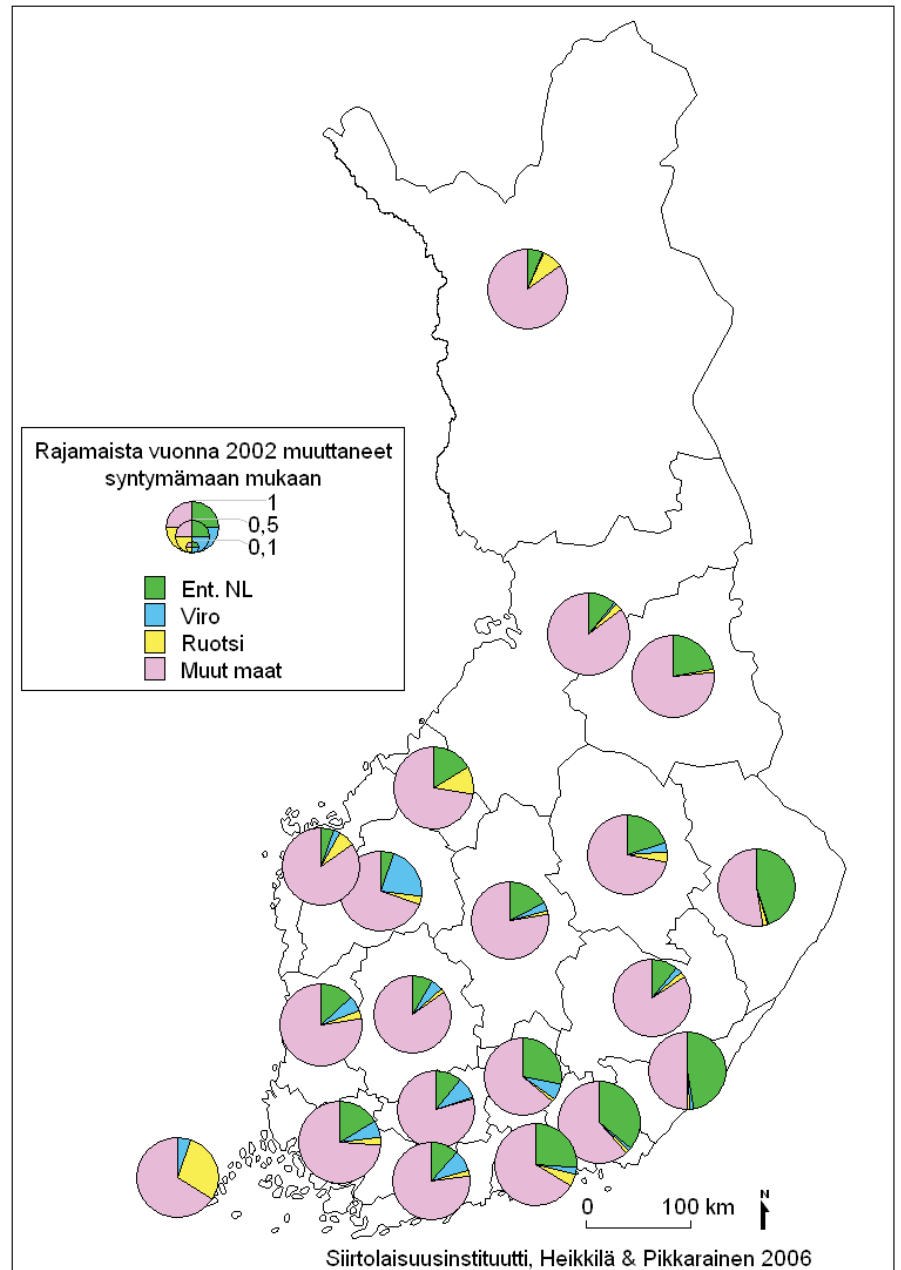 Rajamaista vuonna 2002 muuttaneet
syntymämaan mukaan
1
0,5
0,1
Ent. NL
Viro
Ruotsi
Muut maat
0 100 km
N
Siirtolaisuusinstituutti, Heikkilä & Pikkarainen 2006